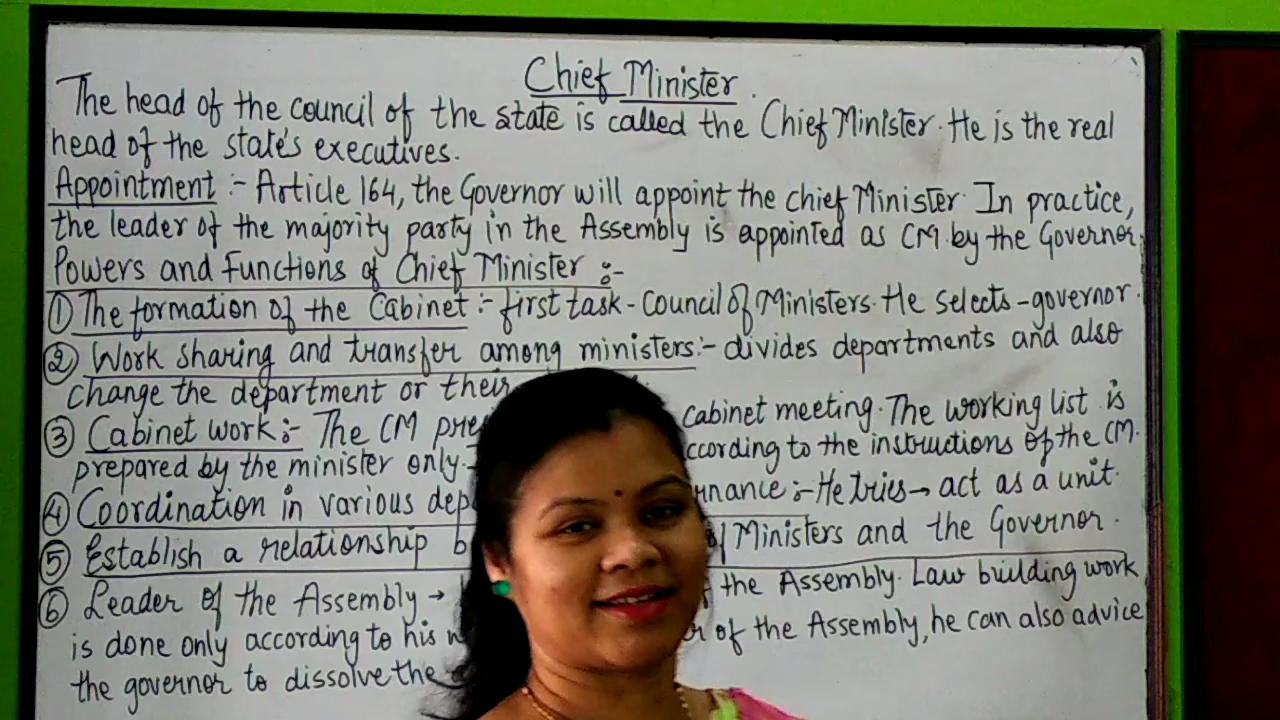 Chief Minister.
The head of the council of the state is called the Chief Minister. He is the real
head of the state's executives.
Appointment :- Article 164, the Governor will appoint the chief Minister. In practice,
the leader of the majority party in the Assembly is appointed as CM by the Governor.
Powers and Functions of Chief Minister :-
① The formation of the Cabinet :- first task - Council of Ministers. He selects - governor.
② Work sharing and transfer among ministers :- divides departments and also
change the department or their
③ Cabinet work :- The CM cabinet meeting. The working list is
prepared by the minister only. to the instructions of the CM.
④ Coordination in various :- He tries → act as a unit.
⑤ Establish a relationship Ministers and the Governor.
⑥ Leader of the Assembly → the Assembly. Law building work
is done only according to his of the Assembly, he can also advice
the governor to dissolve the